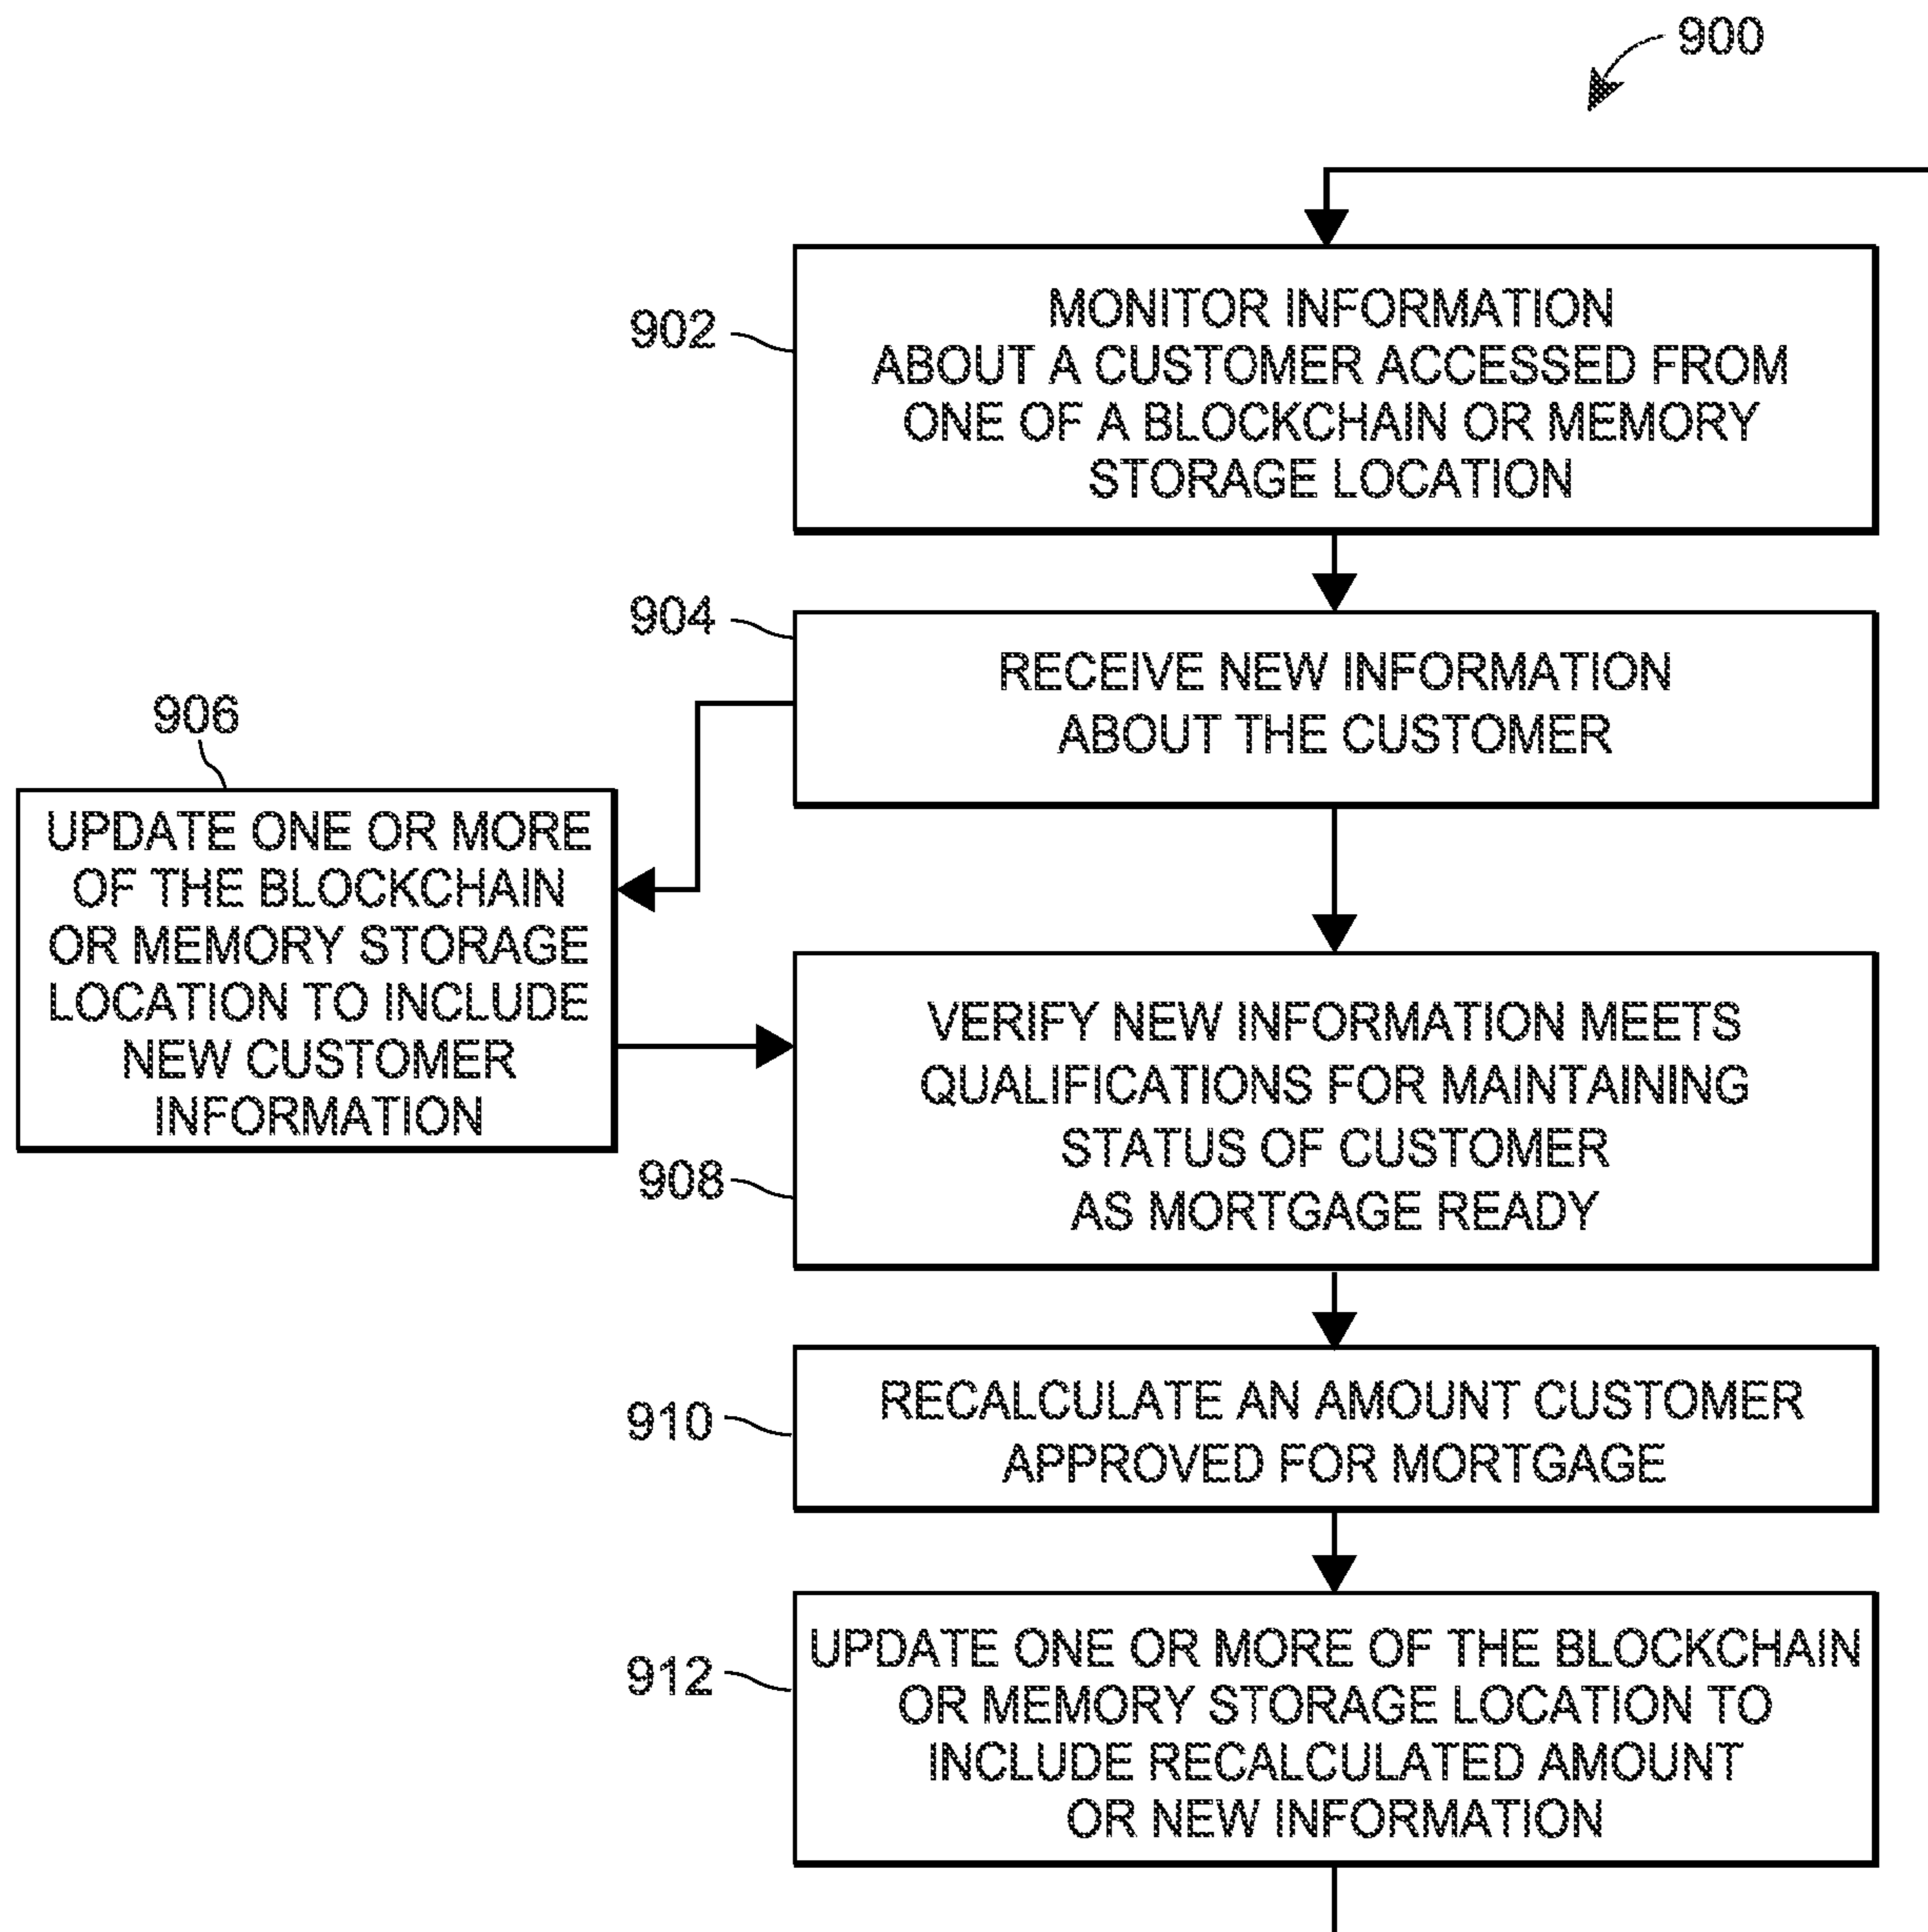 900
902
MONITOR INFORMATION
ABOUT A CUSTOMER ACCESSED FROM
ONE OF A BLOCKCHAIN OR MEMORY
STORAGE LOCATION
904
RECEIVE NEW INFORMATION
ABOUT THE CUSTOMER
906
UPDATE ONE OR MORE
OF THE BLOCKCHAIN
OR MEMORY STORAGE
LOCATION TO INCLUDE
NEW CUSTOMER
INFORMATION
908
VERIFY NEW INFORMATION MEETS
QUALIFICATIONS FOR MAINTAINING
STATUS OF CUSTOMER
AS MORTGAGE READY
910
RECALCULATE AN AMOUNT CUSTOMER
APPROVED FOR MORTGAGE
912
UPDATE ONE OR MORE OF THE BLOCKCHAIN
OR MEMORY STORAGE LOCATION TO
INCLUDE RECALCULATED AMOUNT
OR NEW INFORMATION